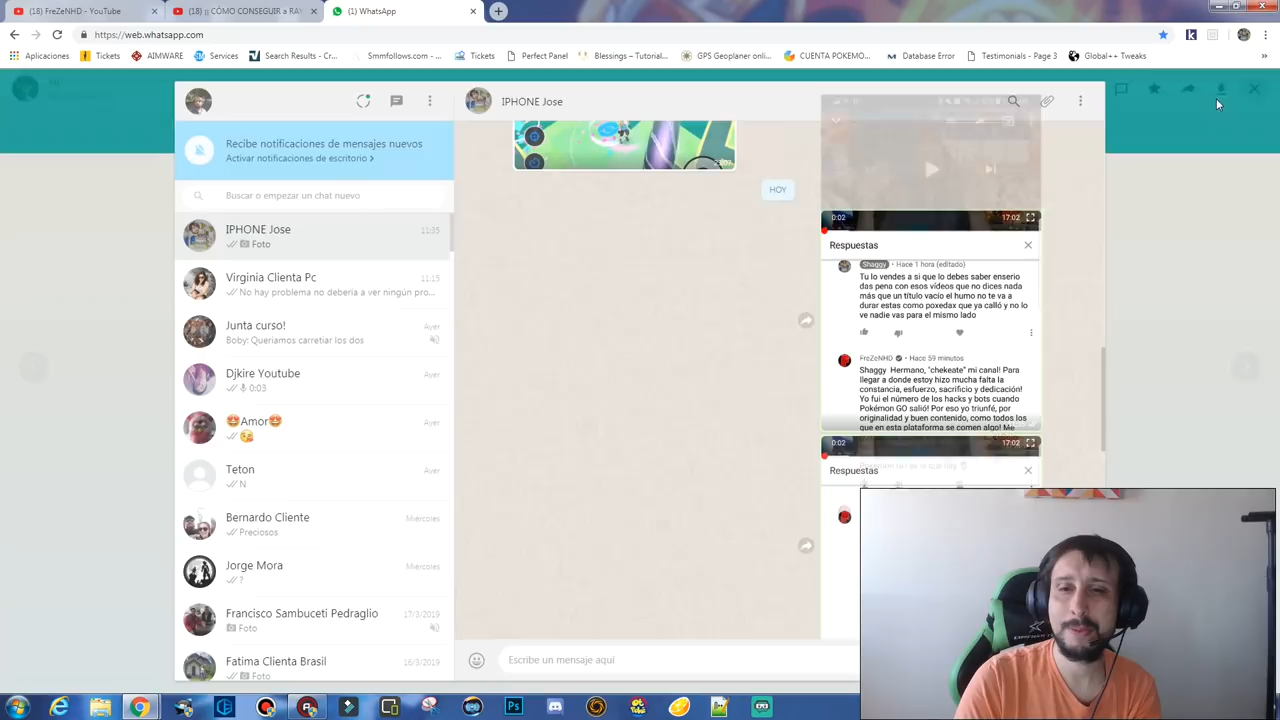 (18) FreZeNHD - YouTube
(18) ¡¡ CÓMO CONSEGUIR a RAY
(1) WhatsApp
https://web.whatsapp.com
Aplicaciones
Tickets
AIMWARE
Services
Search Results - Cr...
Smmfollows.com -...
Tickets
Perfect Panel
Blessings – Tutorial...
GPS Geoplaner onli...
CUENTA POKEMO...
Database Error
Testimonials - Page 3
Global++ Tweaks
»
IPHONE Jose
Recibe notificaciones de mensajes nuevos
Activar notificaciones de escritorio >
Buscar o empezar un chat nuevo
IPHONE Jose
11:35
Foto
Virginia Clienta Pc
11:15
No hay problema no deberia a ver ningún pro...
Junta curso!
Ayer
Boby: Queriamos carretiar los dos
Djkire Youtube
Ayer
0:03
Amor
Ayer
Teton
Ayer
N
Bernardo Cliente
Miércoles
Preciosos
Jorge Mora
Miércoles
?
Francisco Sambuceti Pedraglio
17/3/2019
Foto
Fatima Clienta Brasil
16/3/2019
Foto
HOY
0:02
17:02
Respuestas
Shaggy • Hace 1 hora (editado)
Tu lo vendes a si que lo debes saber enserio
das pena con esos vídeos que no dices nada
más que un título vacío el humo no te va a
durar estas como poxedax que ya calló y no lo
ve nadie vas para el mismo lado
FreZeNHD • Hace 59 minutos
Shaggy Hermano, "chekeate" mi canal! Para
llegar a donde estoy hizo mucha falta la
constancia, esfuerzo, sacrificio y dedicación!
Yo fui el número de los hacks y bots cuando
Pokémon GO salió! Por eso yo triunfé, por
originalidad y buen contenido, como todos los
que en esta plataforma se comen algo! Me
0:02
17:02
Respuestas
Escribe un mensaje aquí